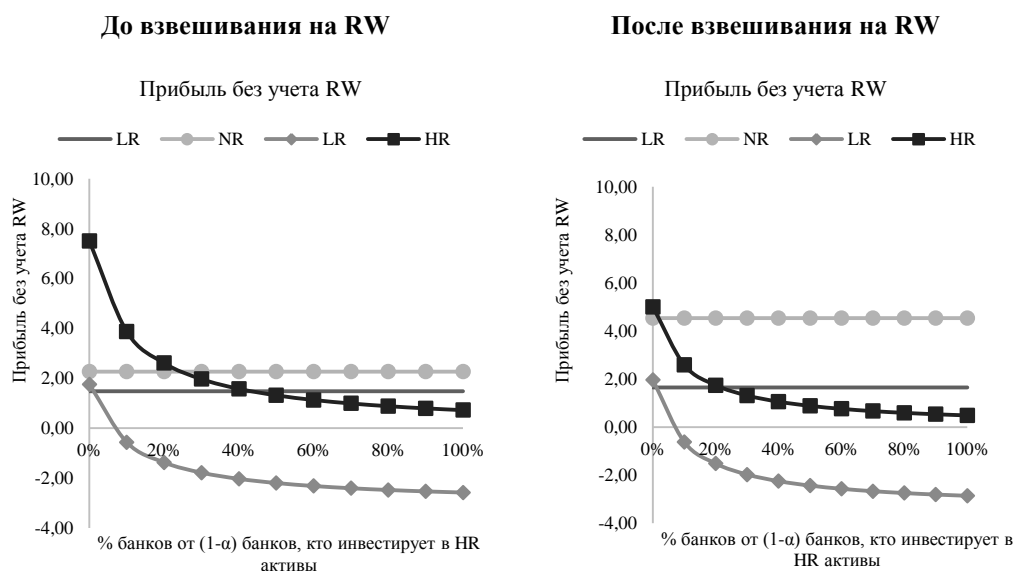 До взвешивания на RW
Прибыль без учета RW
LR NR LR HR
Прибыль без учета RW
10,00
8,00
6,00
4,00
2,00
0,00
-2,00
-4,00
0% 20% 40% 60% 80% 100%
% банков от (1-α) банков, кто инвестирует в HR
активы
После взвешивания на RW
Прибыль без учета RW
LR NR LR HR
Прибыль без учета RW
10,00
8,00
6,00
4,00
2,00
0,00
-2,00
-4,00
0% 20% 40% 60% 80% 100%
% банков от (1-α) банков, кто инвестирует в
HR активы